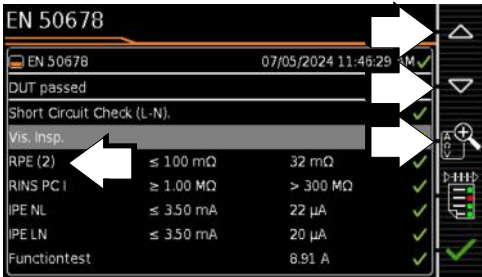 EN 50678
EN 50678 07/05/2024 11:46:29 AM
DUT passed
Short Circuit Check (L-N).
Vis. Insp.
RPE (2) ≤ 100 mΩ 32 mΩ
RINS PC I ≥ 1.00 MΩ > 300 MΩ
IPE NL ≤ 3.50 mA 22 µA
IPE LN ≤ 3.50 mA 20 µA
Functiontest 8.91 A